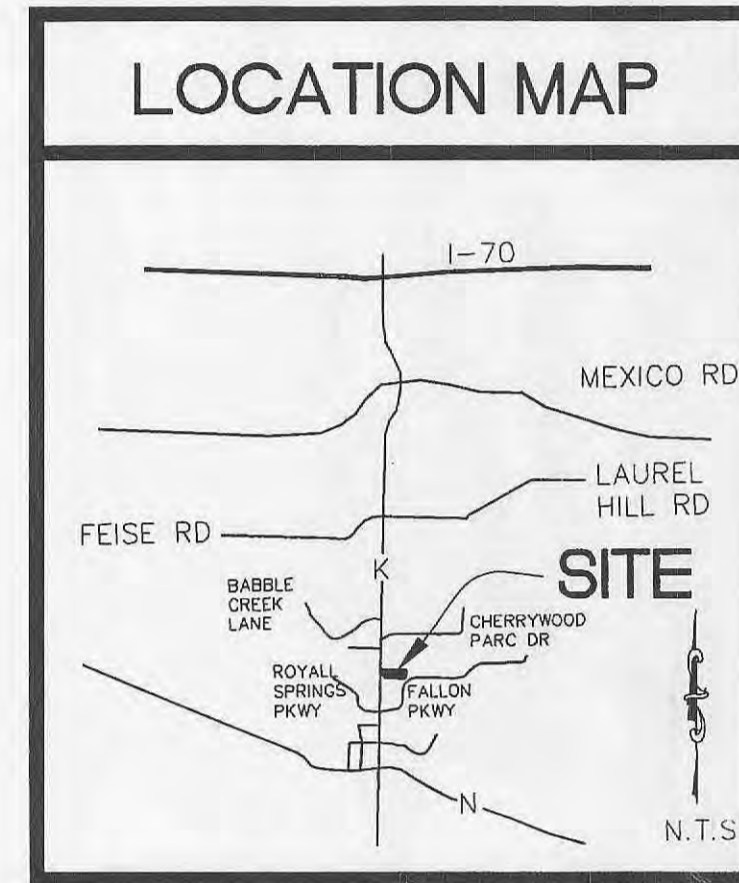 LOCATION MAP
I-70
MEXICO RD
LAUREL
HILL RD
FEISE RD
K
SITE
BABBLE
CREEK
LANE
CHERRYWOOD
PARC DR
ROYALL
SPRINGS
PKWY
FALLON
PKWY
N
N.T.S